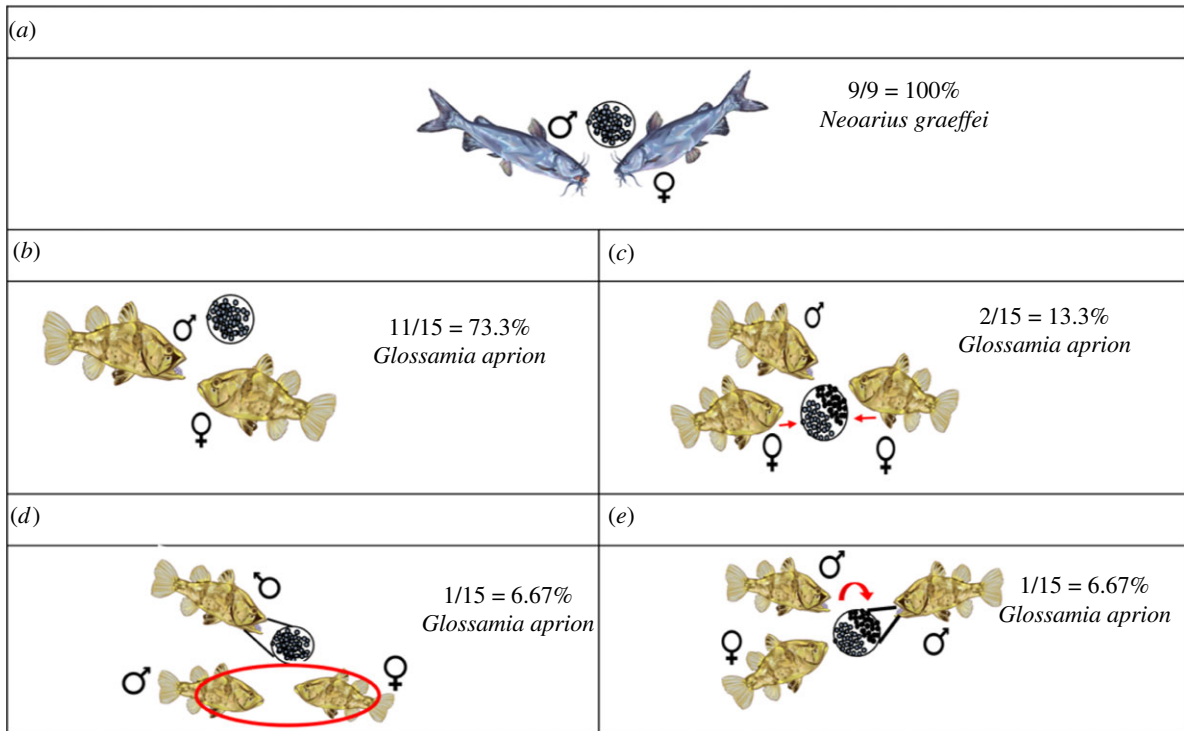 (a)
9/9 = 100%
Neoarius graeffei
♂
♀
(b)
♂
11/15 = 73.3%
Glossamia aprion
♀
(c)
♂
2/15 = 13.3%
Glossamia aprion
♀
♀
(d)
♂
1/15 = 6.67%
Glossamia aprion
♂
♀
(e)
♂
1/15 = 6.67%
Glossamia aprion
♀
♂